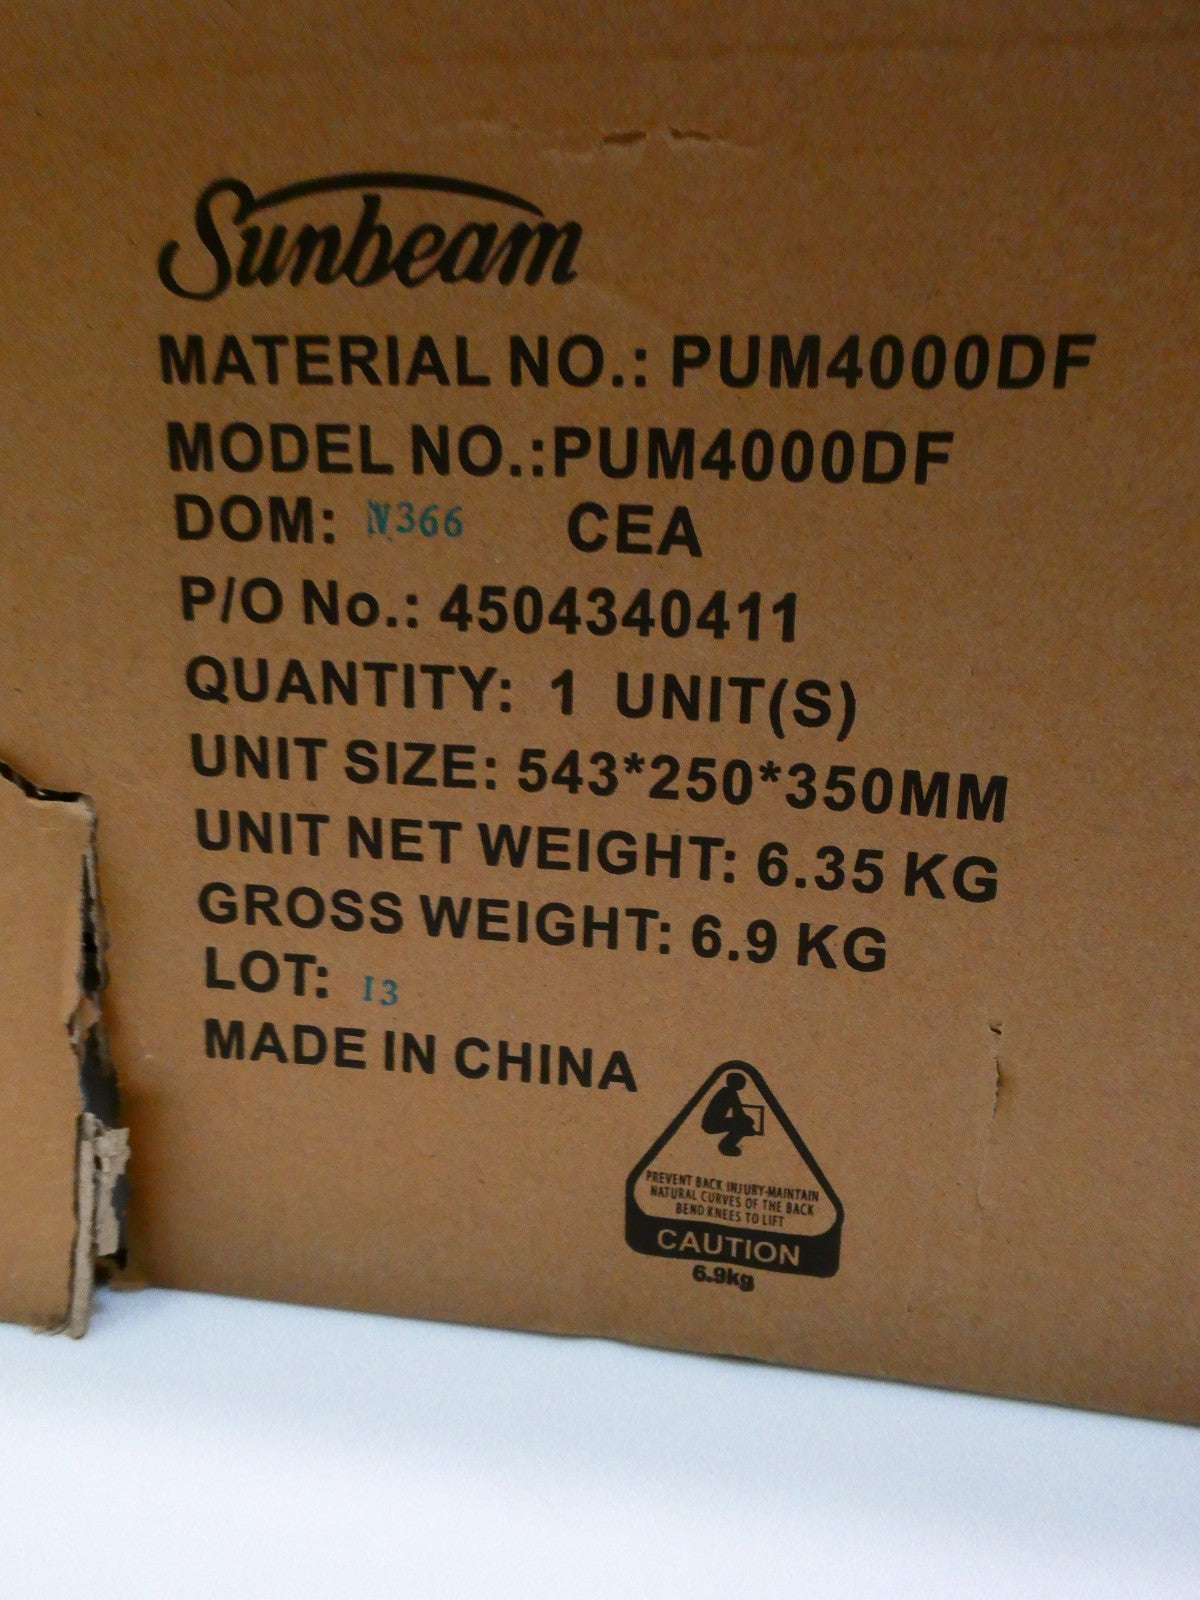 Sunbeam
MATERIAL NO.: PUM4000DF
MODEL NO.:PUM4000DF
DOM: N366 CEA
P/O No.: 4504340411
QUANTITY: 1 UNIT(S)
UNIT SIZE: 543*250*350MM
UNIT NET WEIGHT: 6.35 KG
GROSS WEIGHT: 6.9 KG
LOT: I3
MADE IN CHINA
PREVENT BACK INJURY-MAINTAIN
NATURAL CURVES OF THE BACK
BEND KNEES TO LIFT
CAUTION
6.9kg